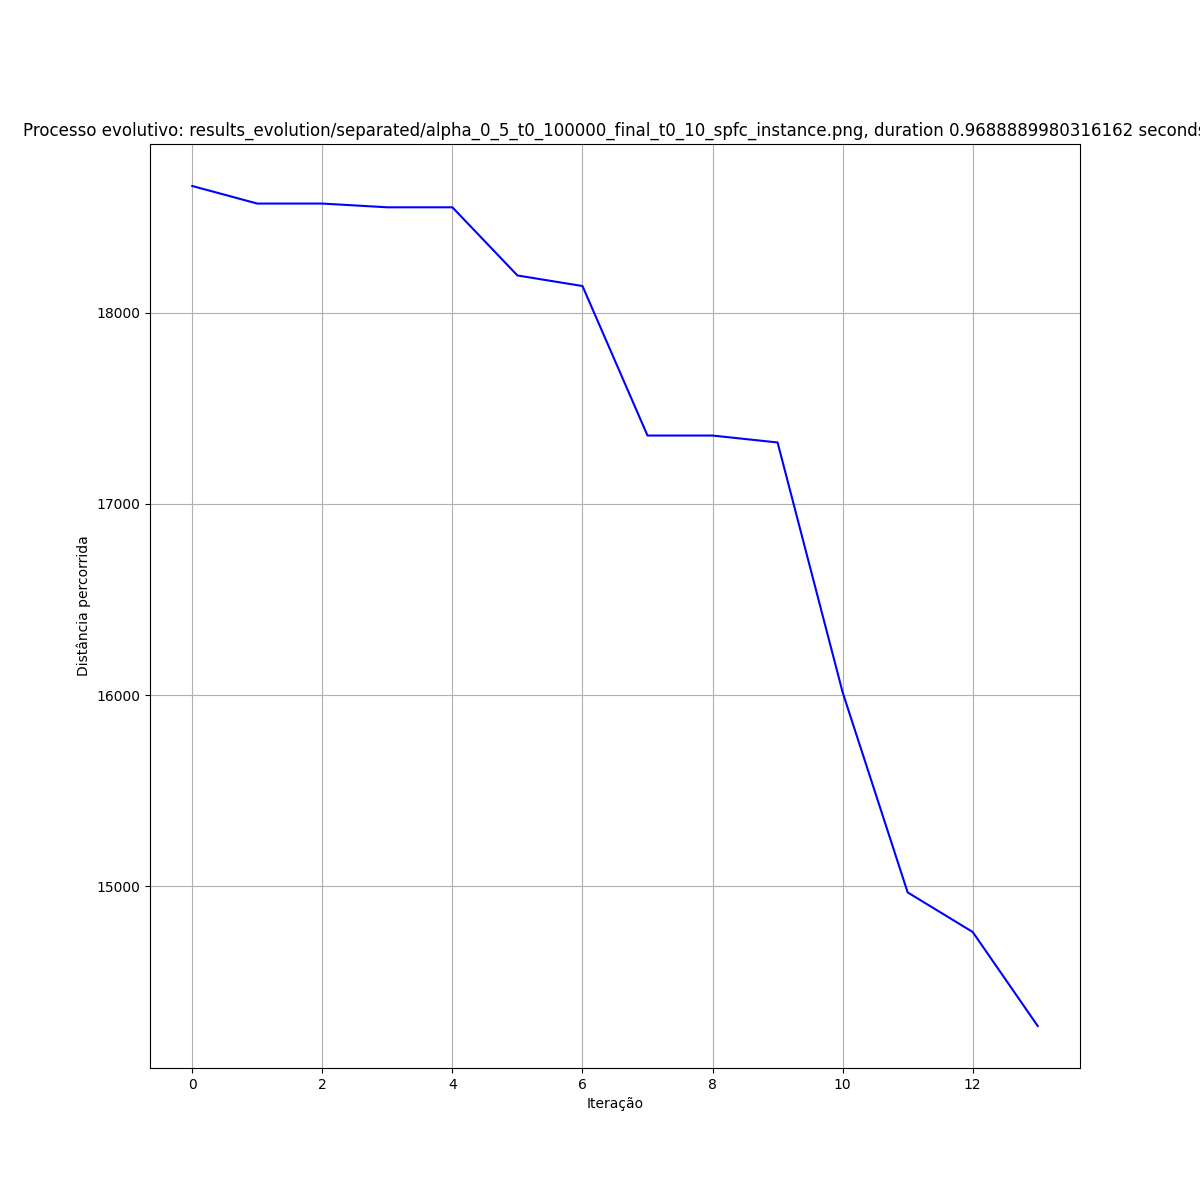 Processo evolutivo: results_evolution/separated/alpha_0_5_t0_100000_final_t0_10_spfc_instance.png, duration 0.9688889980316162 seconds
18000
17000
16000
15000
Distância percorrida
0 2 4 6 8 10 12
Iteração